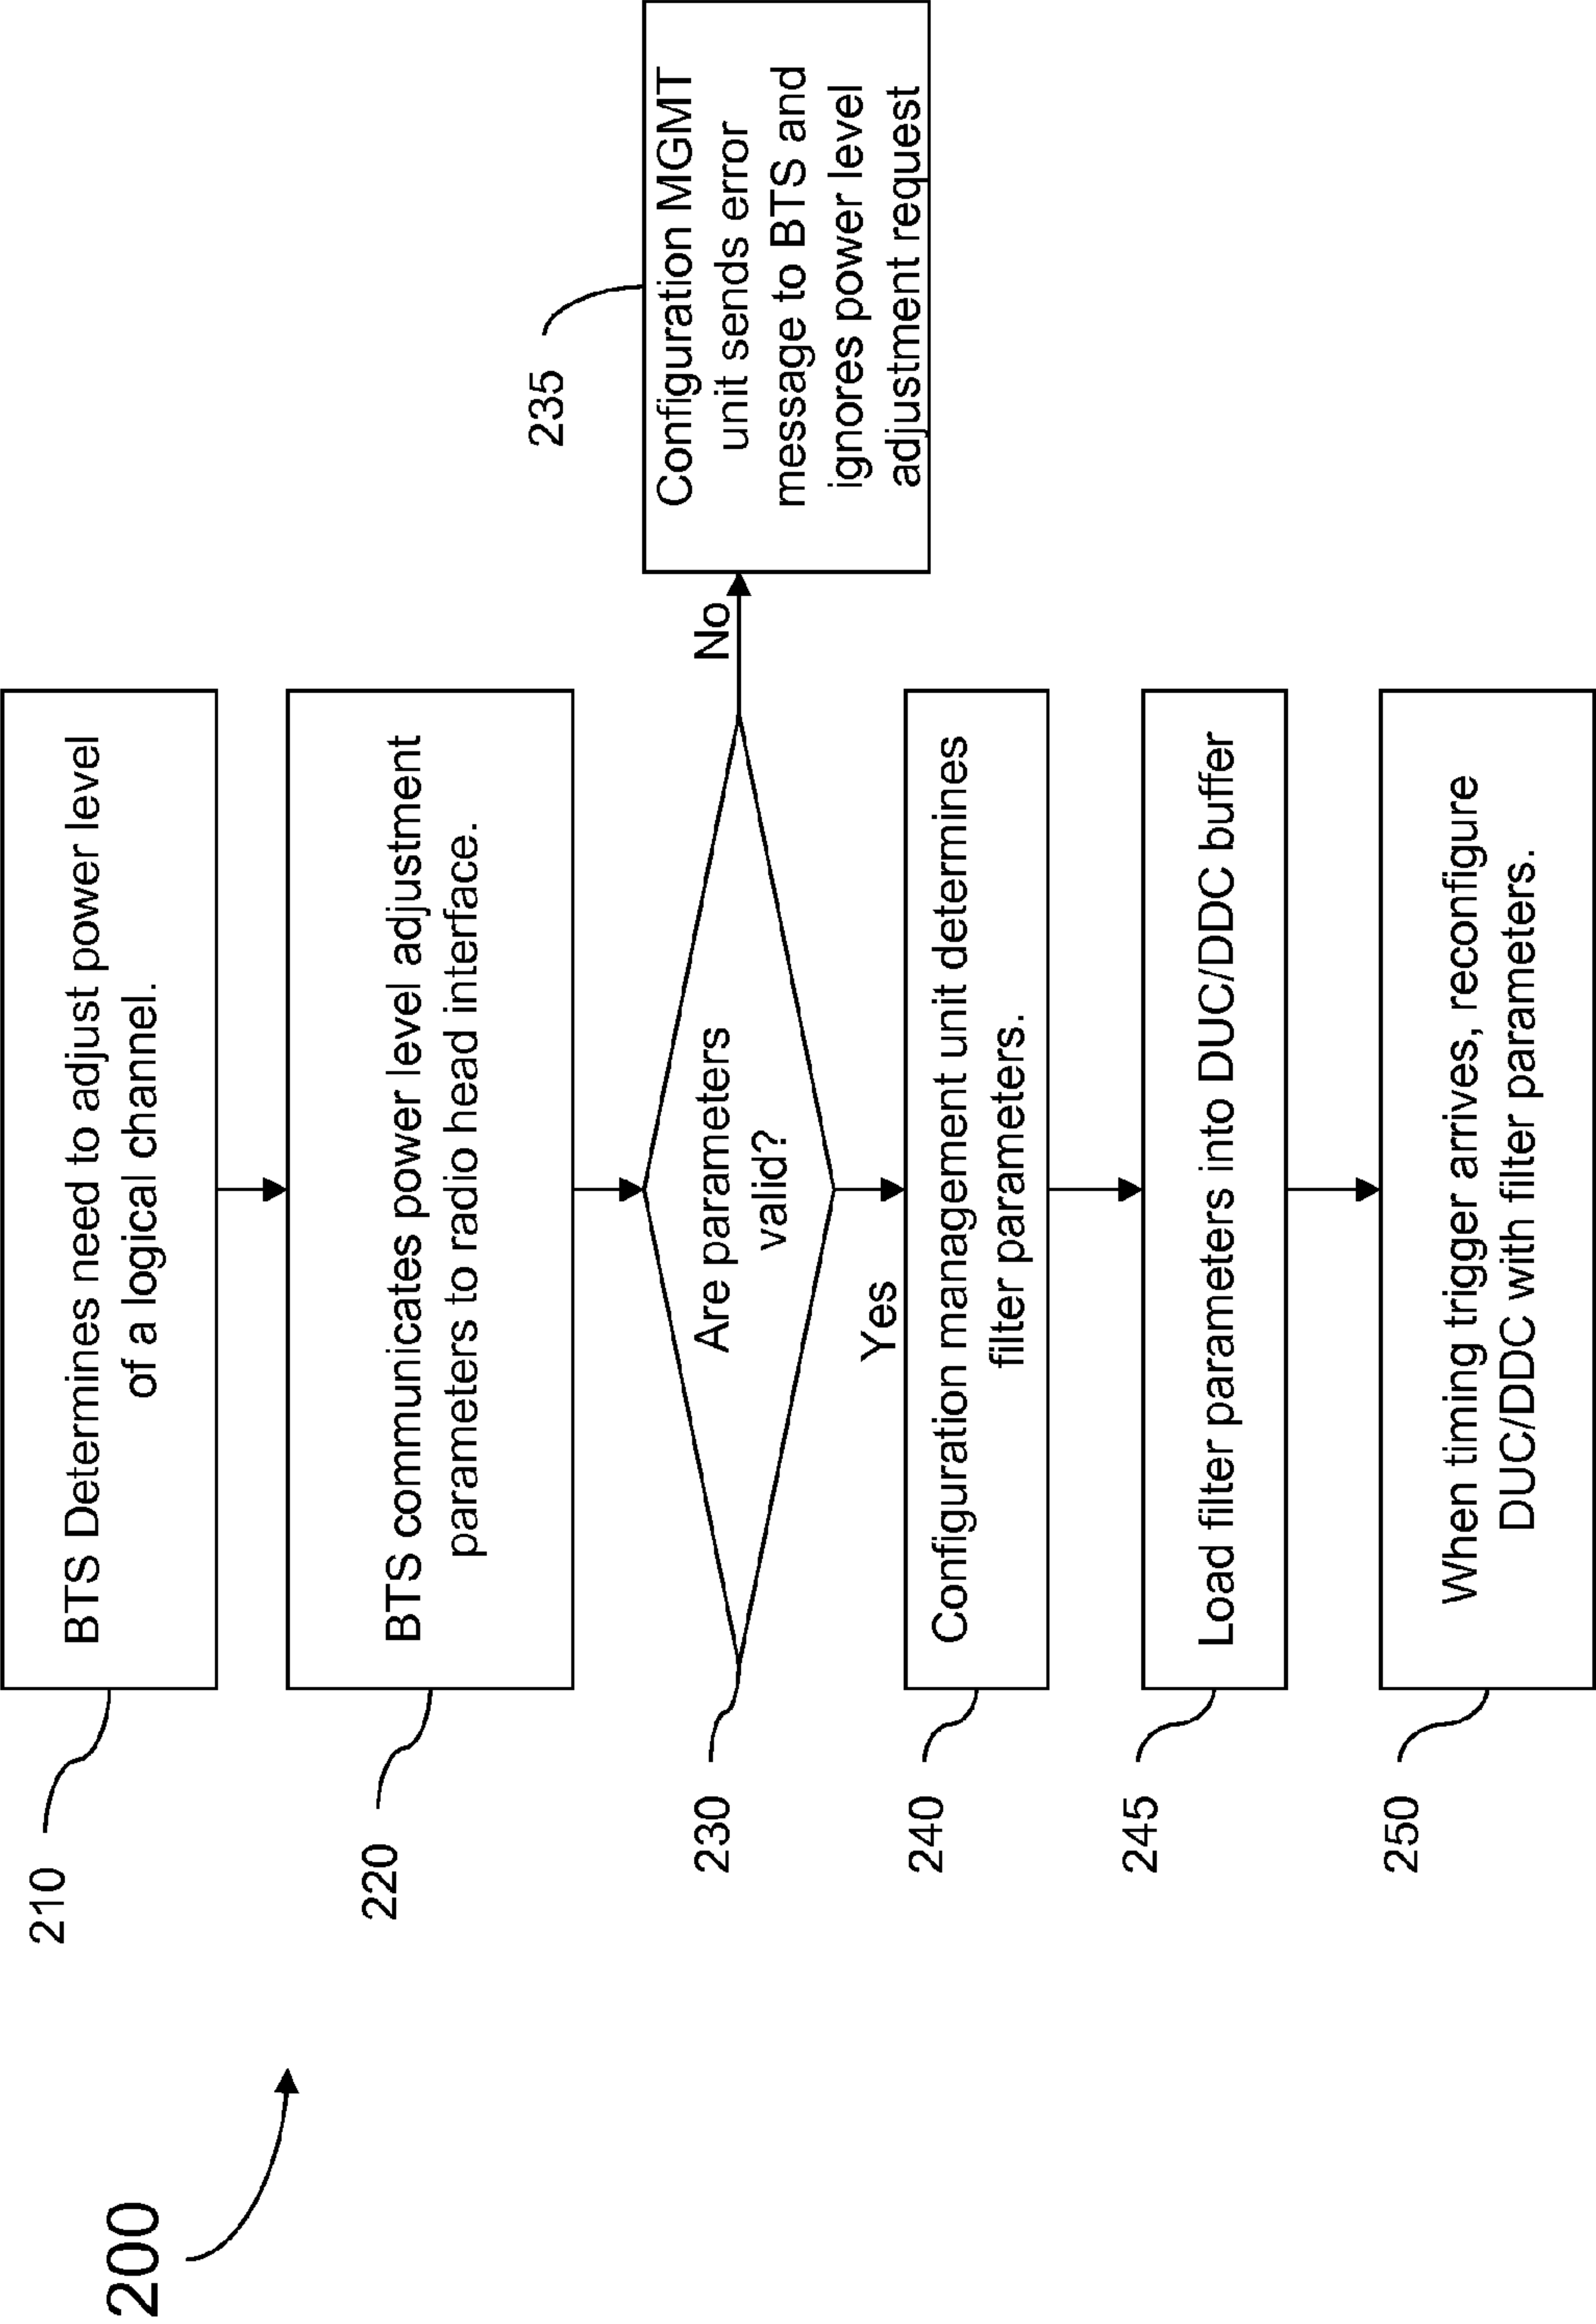 200
210
BTS Determines need to adjust power level
of a logical channel.
220
BTS communicates power level adjustment
parameters to radio head interface.
230
Are parameters
valid?
No
235
Configuration MGMT
unit sends error
message to BTS and
ignores power level
adjustment request
Yes
240
Configuration management unit determines
filter parameters.
245
Load filter parameters into DUC/DDC buffer
250
When timing trigger arrives, reconfigure
DUC/DDC with filter parameters.